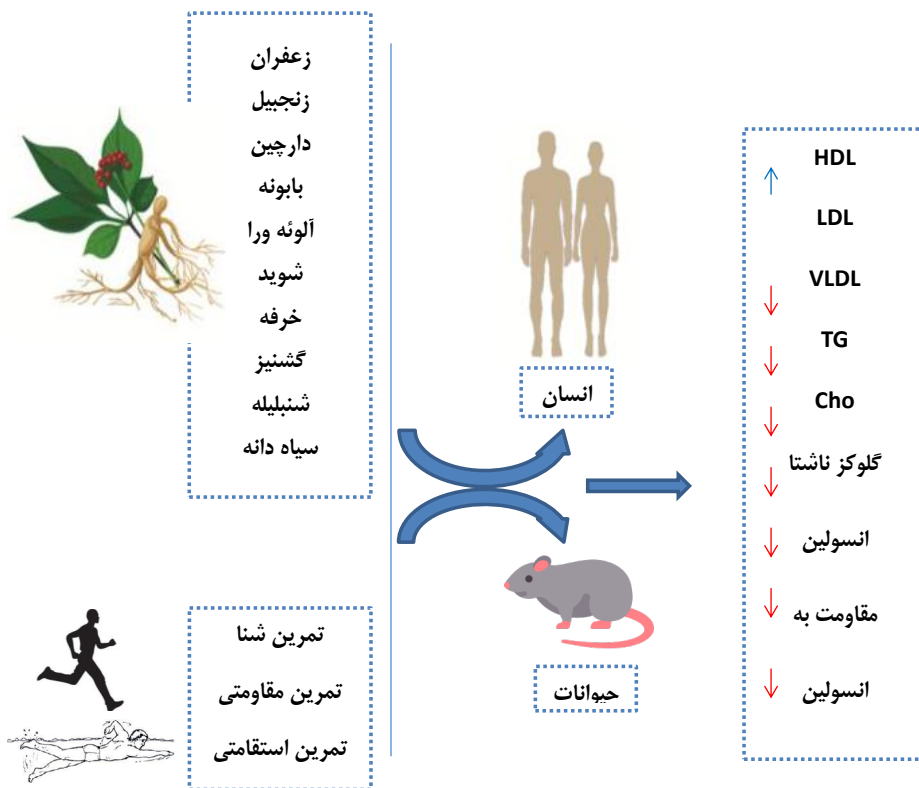 زعفران
زنجبیل
دارچین
بابونه
آلوئه ورا
شوید
خرفه
گشنیز
شنبلیله
سیاه دانه
تمرین شنا
تمرین مقاومتی
تمرین استقامتی
انسان
حیوانات
HDL
LDL
VLDL
TG
Cho
گلوکز ناشتا
انسولین
مقاومت به
انسولین